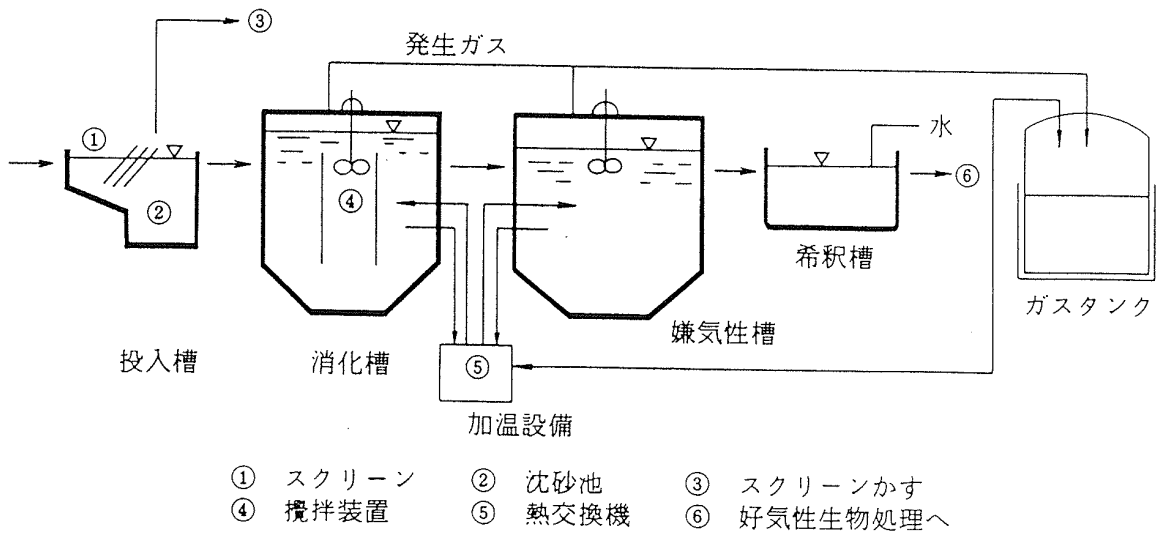 ③
発生ガス
①
水
④
⑥
②
希釈槽
ガスタンク
嫌気性槽
投入槽
消化槽
⑤
加温設備
① スクリーン ② 沈砂池 ③ スクリーンかす
④ 攪拌装置 ⑤ 熱交換機 ⑥ 好気性生物処理へ